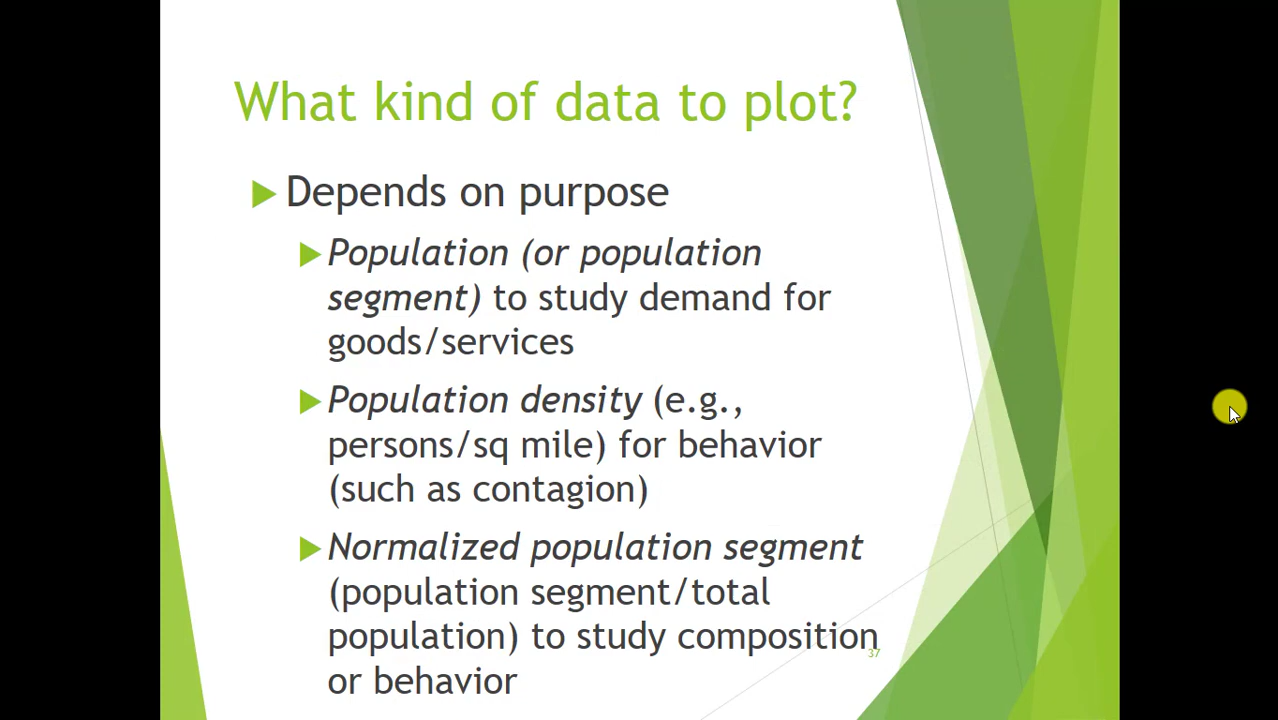 What kind of data to plot?
Depends on purpose
Population (or population
segment) to study demand for
goods/services
Population density (e.g.,
persons/sq mile) for behavior
(such as contagion)
Normalized population segment
(population segment/total
population) to study composition
37
or behavior